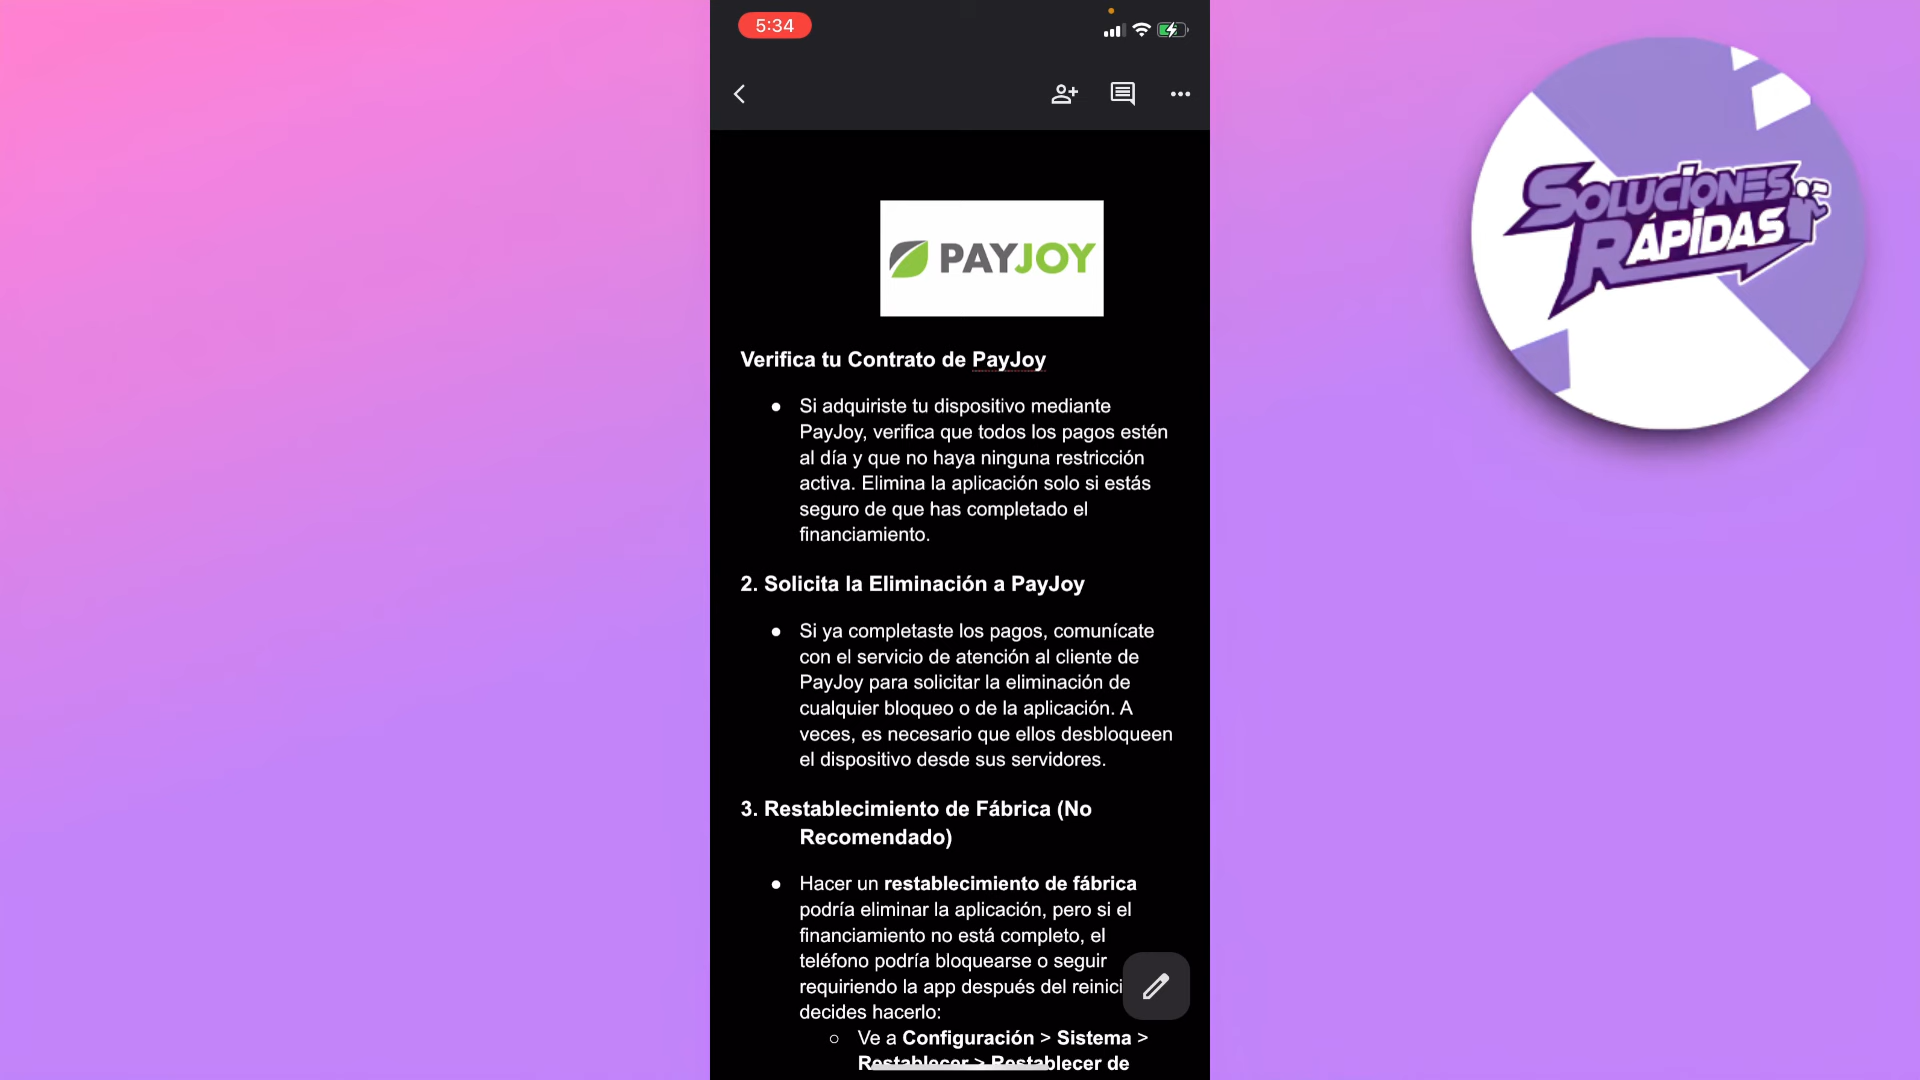 5:34
SOLUCIONES
RÁPIDAS
PAYJOY
Verifica tu Contrato de PayJoy
● Si adquiriste tu dispositivo mediante
PayJoy, verifica que todos los pagos estén
al día y que no haya ninguna restricción
activa. Elimina la aplicación solo si estás
seguro de que has completado el
financiamiento.
2. Solicita la Eliminación a PayJoy
● Si ya completaste los pagos, comunícate
con el servicio de atención al cliente de
PayJoy para solicitar la eliminación de
cualquier bloqueo o de la aplicación. A
veces, es necesario que ellos desbloqueen
el dispositivo desde sus servidores.
3. Restablecimiento de Fábrica (No
Recomendado)
● Hacer un restablecimiento de fábrica
podría eliminar la aplicación, pero si el
financiamiento no está completo, el
teléfono podría bloquearse o seguir
requiriendo la app después del reinici
decides hacerlo:
○ Ve a Configuración > Sistema >
Restablecer > Restablecer de